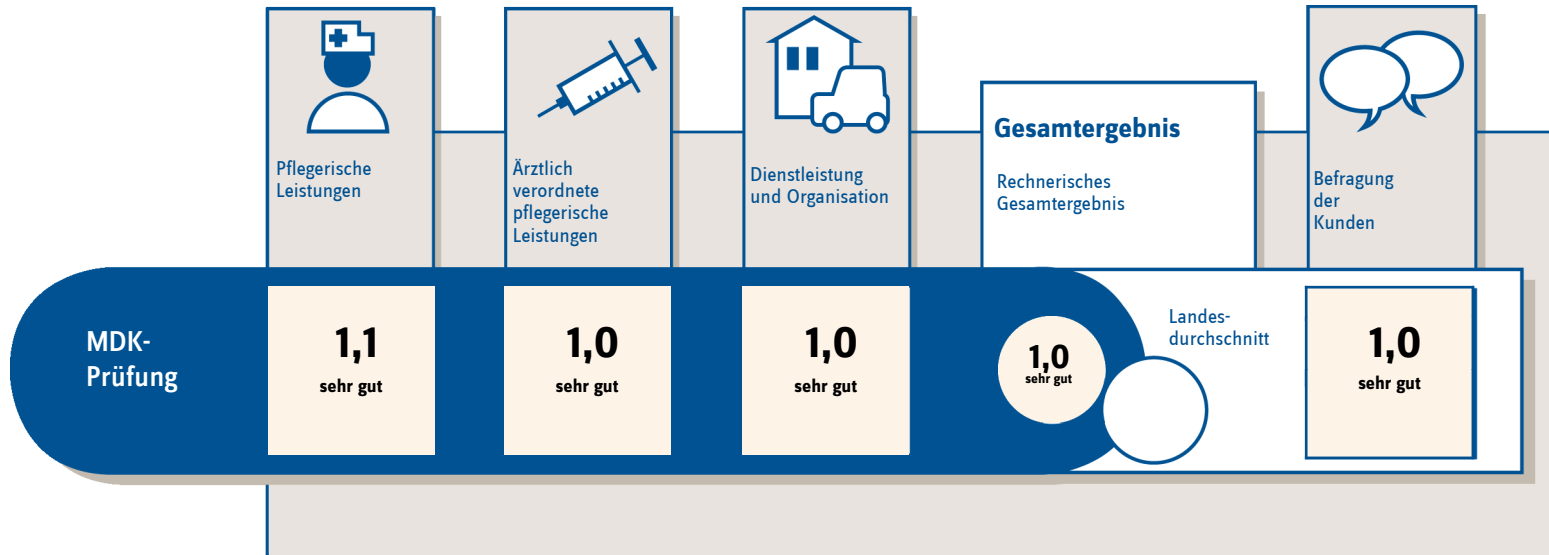 Pflegerische
Leistungen
Ärztlich
verordnete
pflegerische
Leistungen
Dienstleistung
und Organisation
Gesamtergebnis
Rechnerisches
Gesamtergebnis
Befragung
der
Kunden
MDK-
Prüfung
1,1
sehr gut
1,0
sehr gut
1,0
sehr gut
1,0
sehr gut
Landes-
durchschnitt
1,0
sehr gut